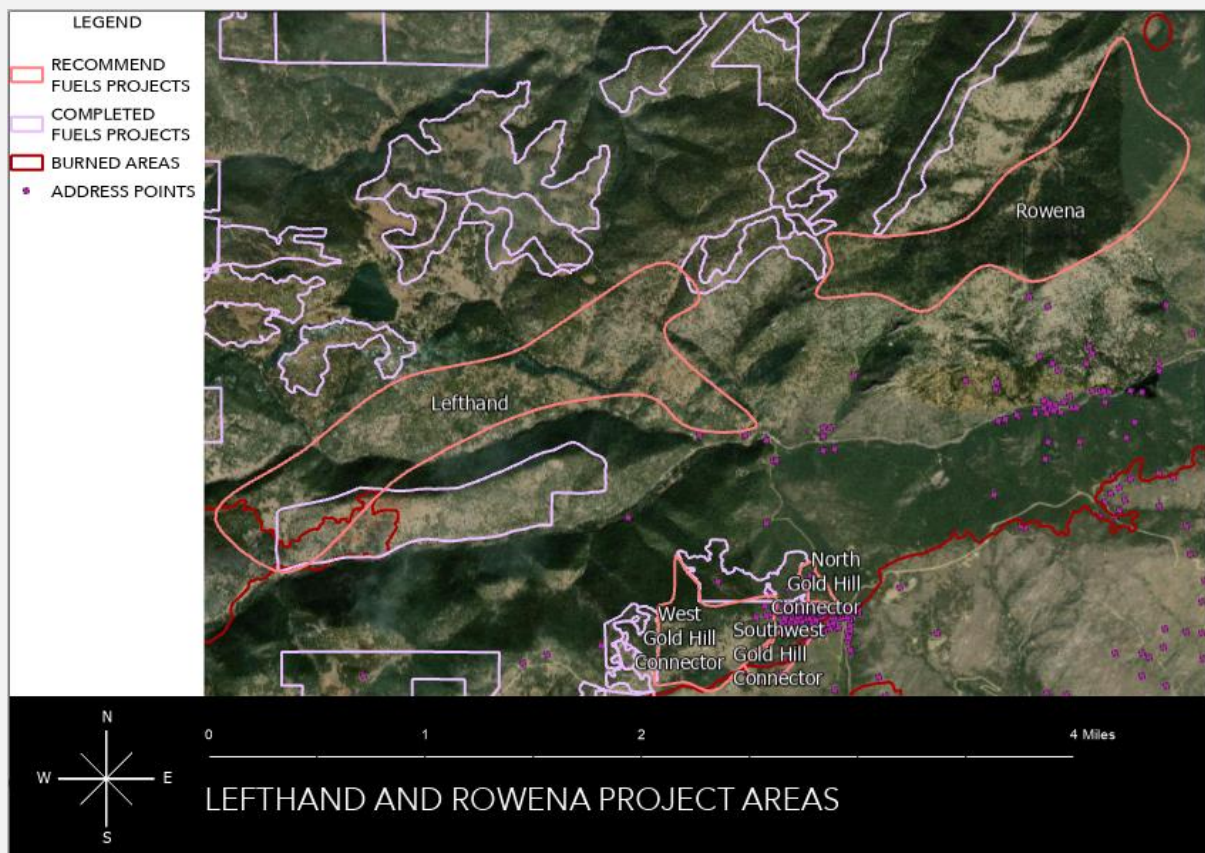 LEGEND
RECOMMEND
FUELS PROJECTS
COMPLETED
FUELS PROJECTS
BURNED AREAS
ADDRESS POINTS
Rowena
Lefthand
North
Gold Hill
Connector
West
Gold Hill
Connector
Southwest
Gold Hill
Connector
N
W
E
S
0
1
2
4 Miles
LEFTHAND AND ROWENA PROJECT AREAS